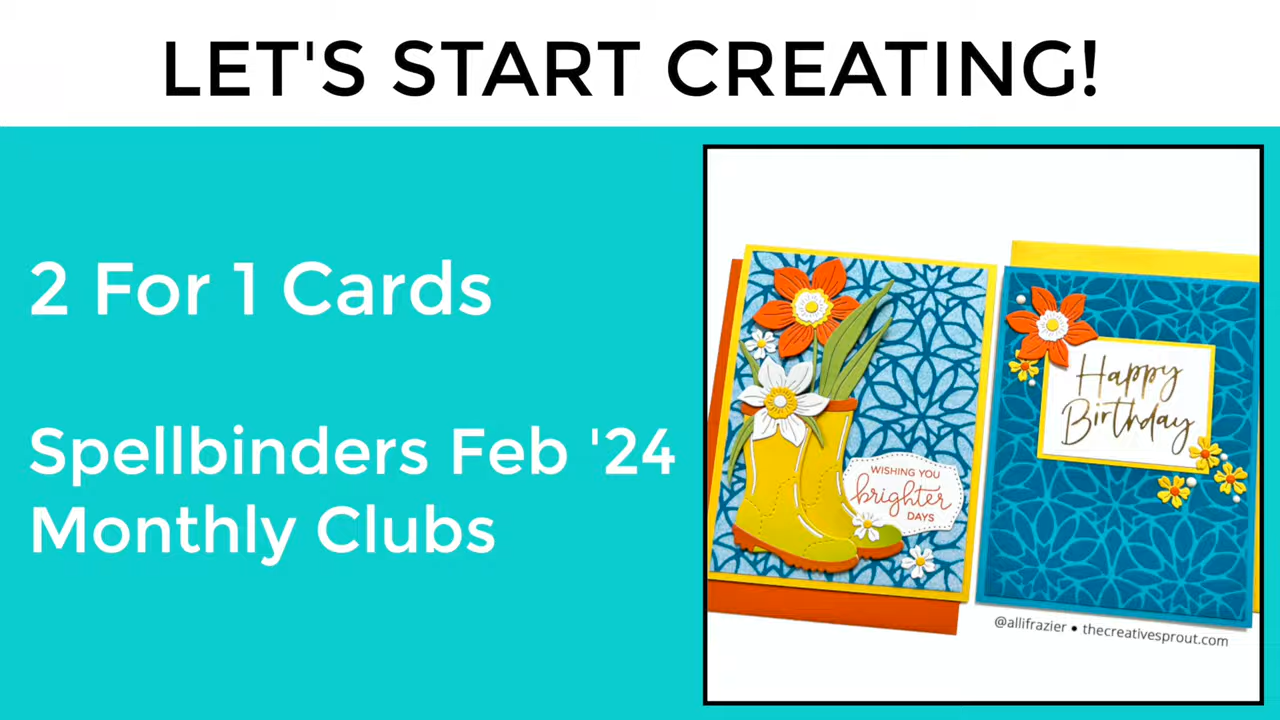 LET'S START CREATING!
2 For 1 Cards
Spellbinders Feb '24
Monthly Clubs
WISHING YOU
brighter
DAYS
Happy
Birthday
@allifrazier • thecreativesprout.com